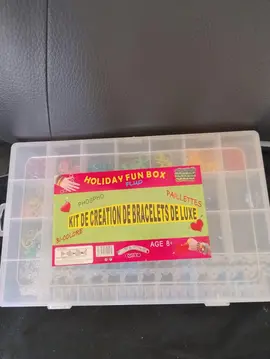 HOLIDAY FUN BOX
PHOSPHO
PAILLETTES
KIT DE CREATION DE BRACELETS DE LUXE
BI-COLORE
AGE 8+